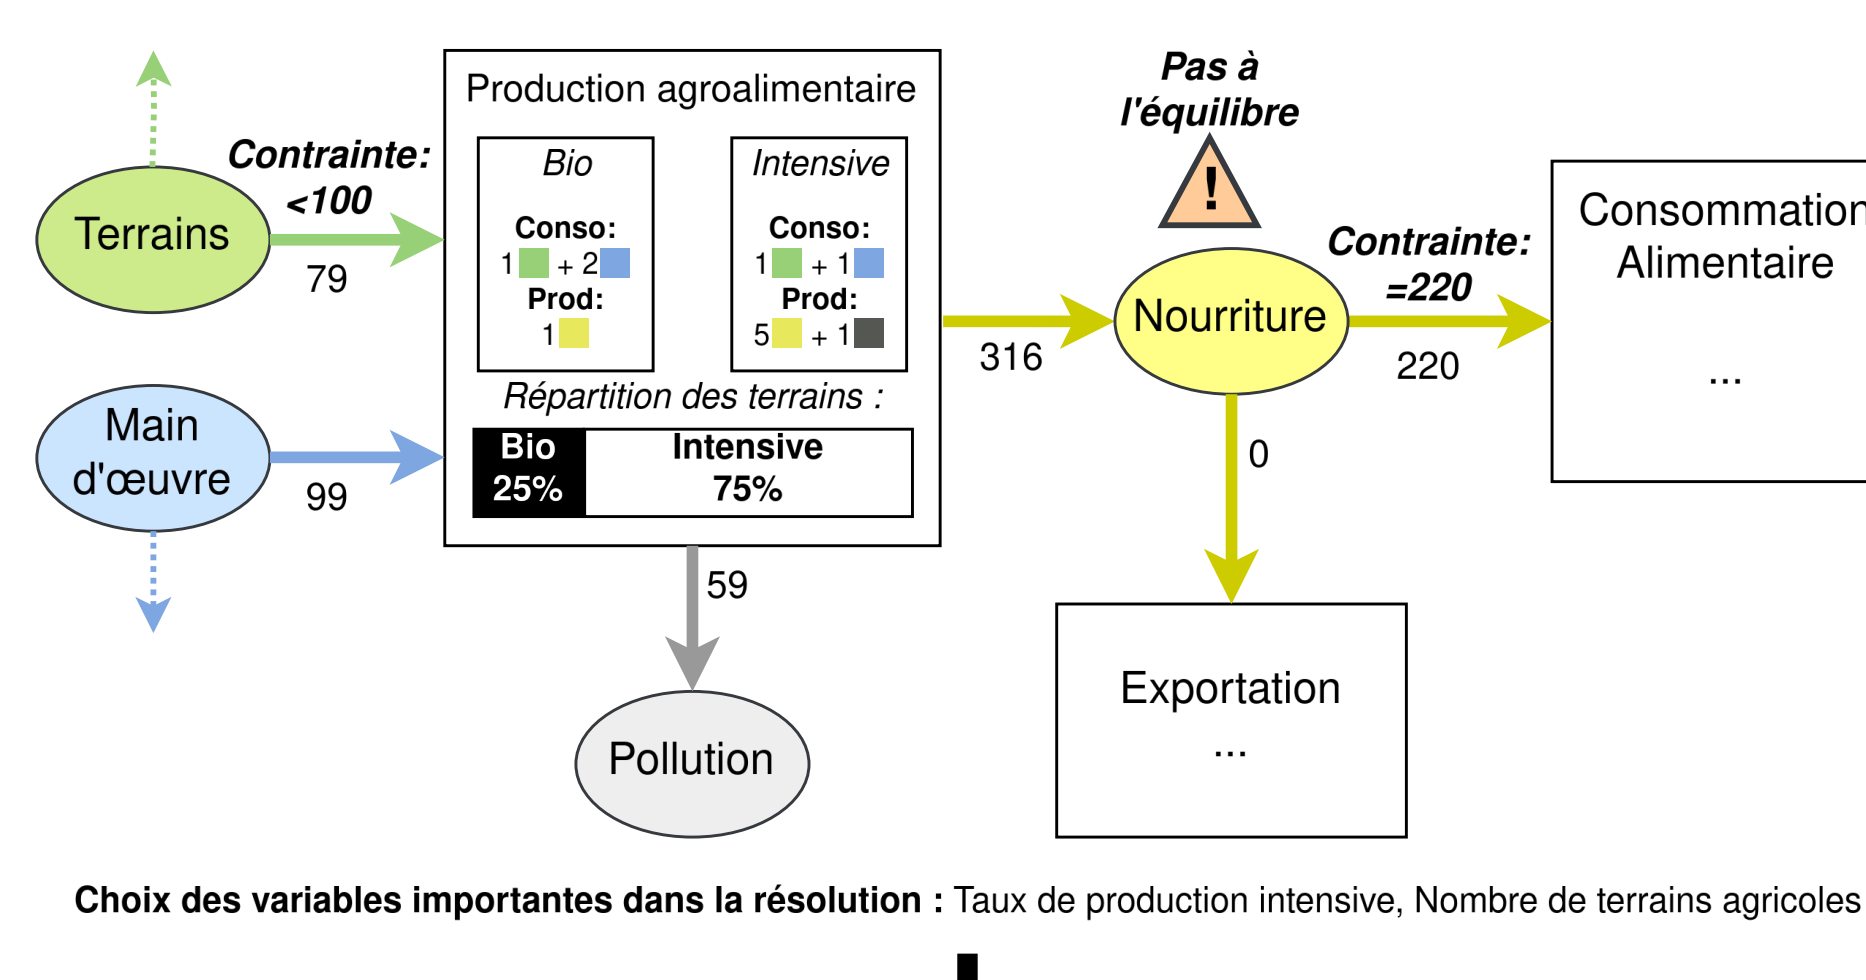 Pas à
l'équilibre
!
Production agroalimentaire
Contrainte:
<100
Terrains
79
Main
d'œuvre
99
Bio
Conso:
1 + 2
Prod:
1
Intensive
Conso:
1 + 1
Prod:
5 + 1
Répartition des terrains :
Bio
25%
Intensive
75%
316
Nourriture
Contrainte:
=220
220
Consommation
Alimentaire
...
0
59
Pollution
Exportation
...
Choix des variables importantes dans la résolution : Taux de production intensive, Nombre de terrains agricoles